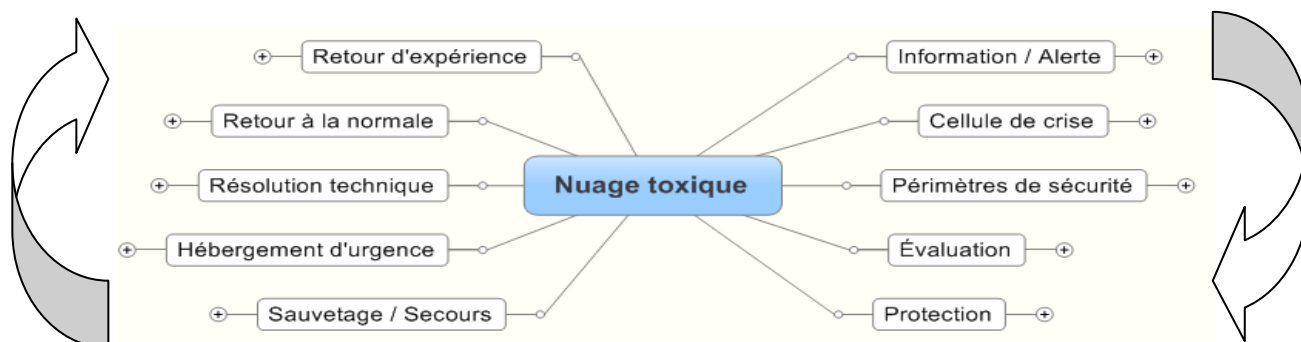 Retour d'expérience
Information / Alerte
Retour à la normale
Cellule de crise
Résolution technique
Nuage toxique
Périmètres de sécurité
Hébergement d'urgence
Évaluation
Sauvetage / Secours
Protection